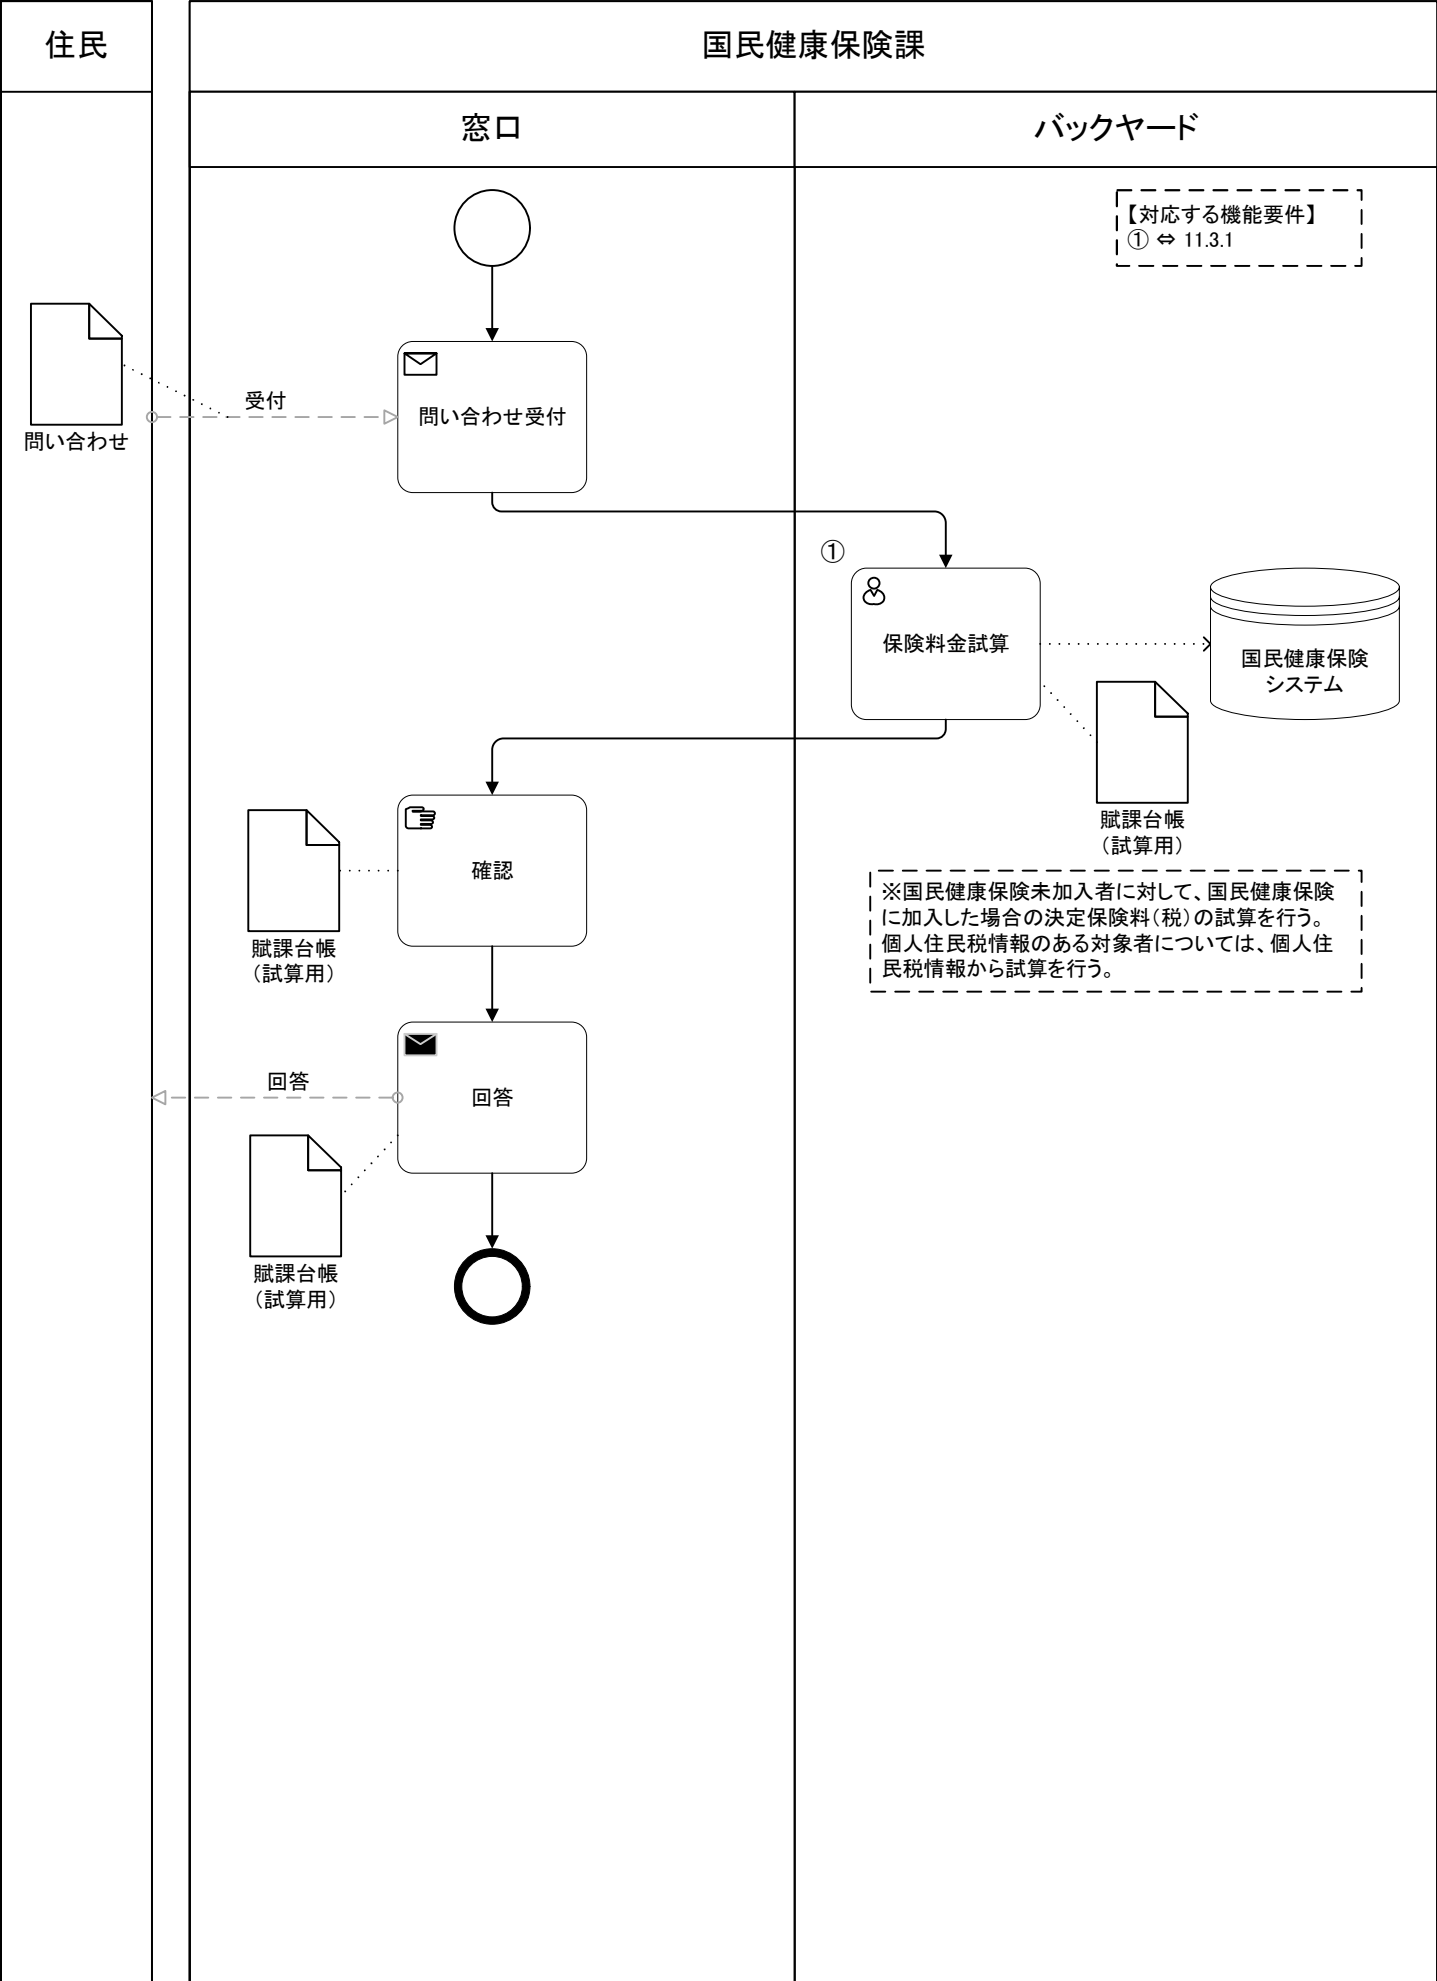 住民
国民健康保険課
窓口
バックヤード
【対応する機能要件】
① ⇔ 11.3.1
受付
問い合わせ
問い合わせ受付
①
保険料金試算
国民健康保険
システム
賦課台帳
（試算用）
確認
賦課台帳
（試算用）
※国民健康保険未加入者に対して、国民健康保険
に加入した場合の決定保険料（税）の試算を行う。
個人住民税情報のある対象者については、個人住
民税情報から試算を行う。
回答
回答
賦課台帳
（試算用）